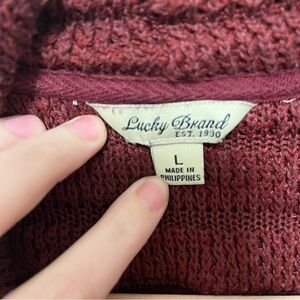 Lucky Brand
EST. 1990
L
MADE IN
PHILIPPINES